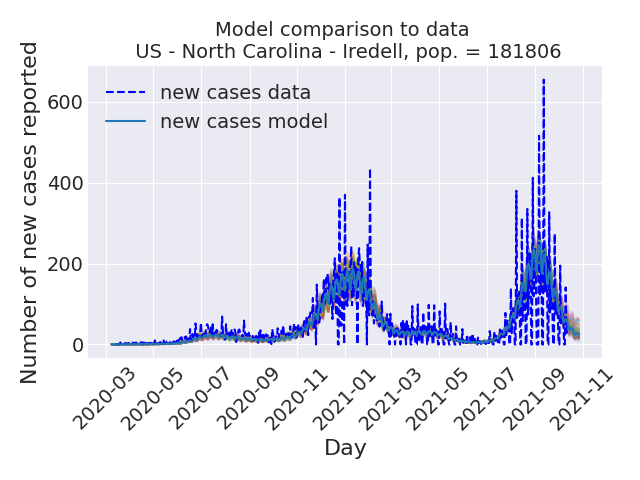 Model comparison to data
US - North Carolina - Iredell, pop. = 181806
Number of new cases reported
600
400
200
0
new cases data
new cases model
2020-03
2020-05
2020-07
2020-09
2020-11
2021-01
2021-03
2021-05
2021-07
2021-09
2021-11
Day